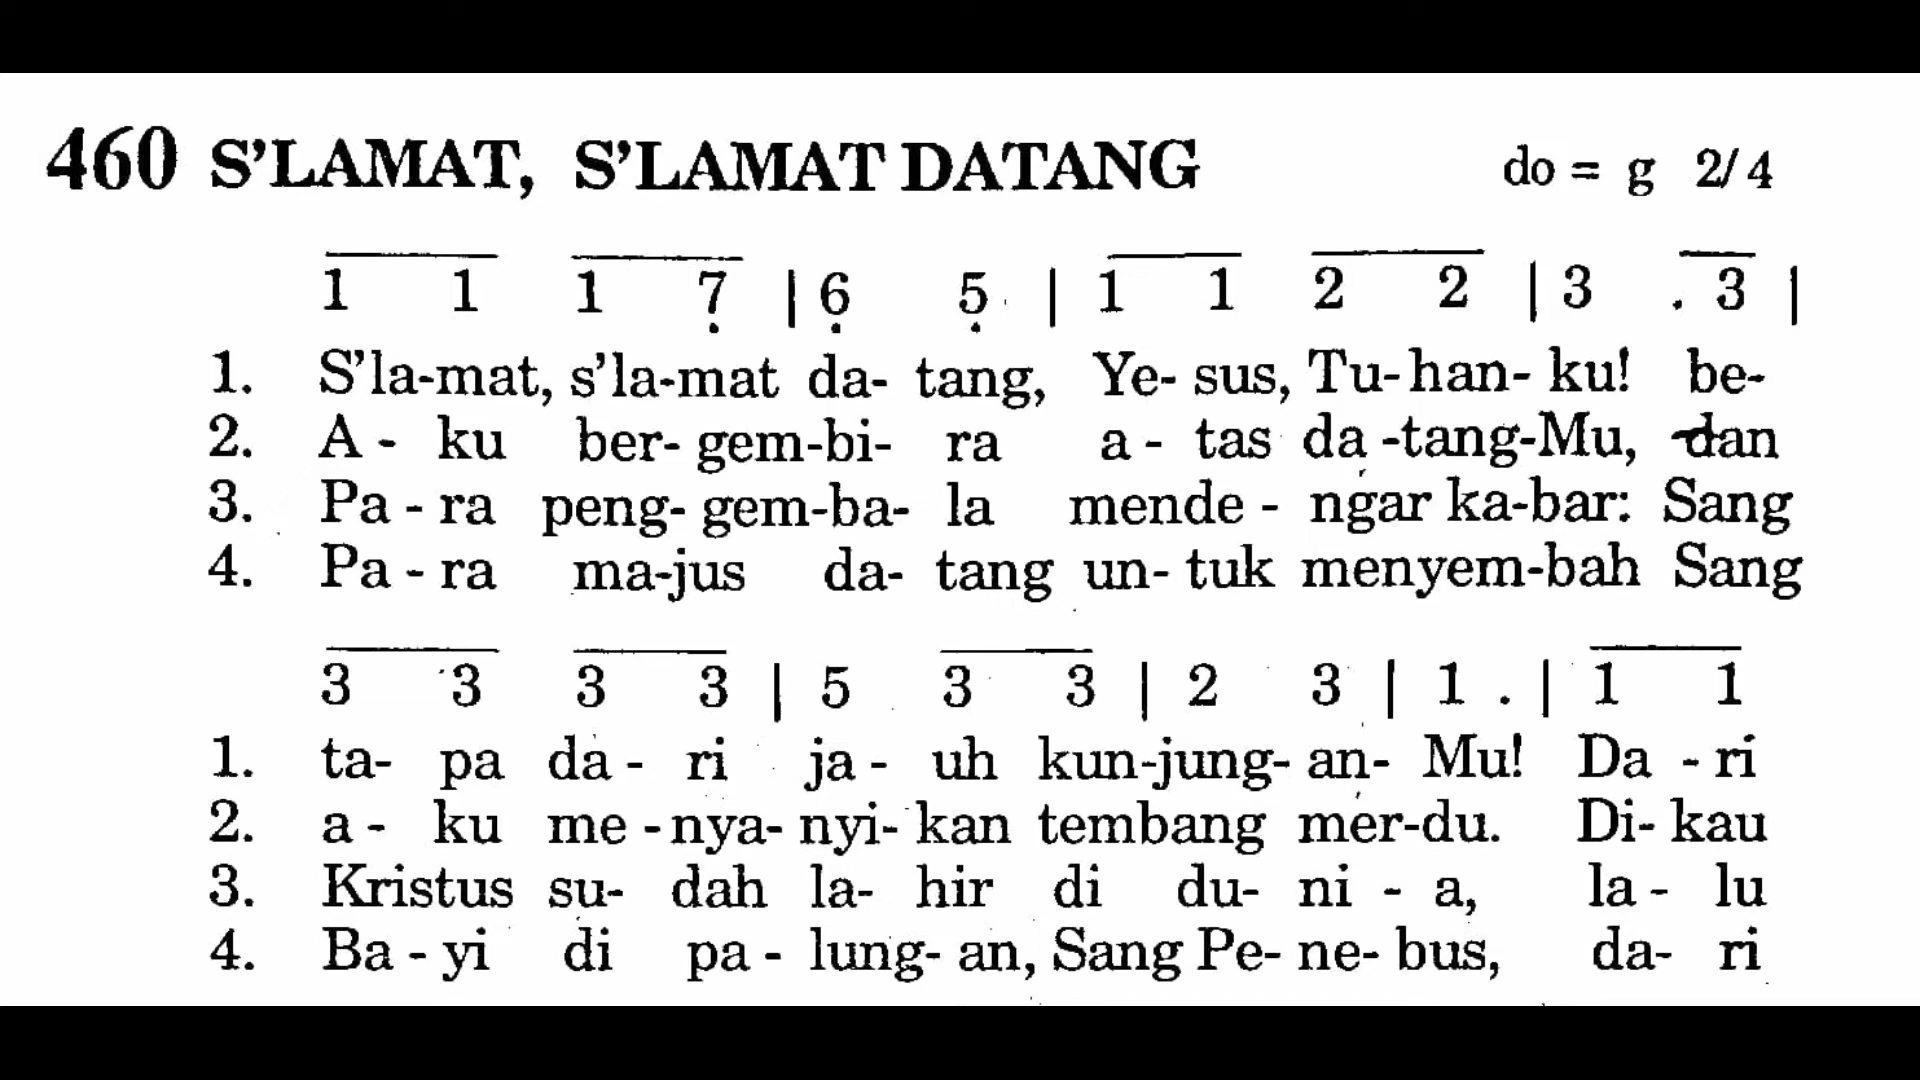 460 S’LAMAT, S’LAMAT DATANG do = g 2/4
1 1 1 7̣ | 6̣ 5̣ | 1 1 2 2 | 3 . 3 |
1. S’la-mat, s’la-mat da- tang, Ye- sus, Tu-han- ku! be-
2. A - ku ber- gem-bi- ra a - tas da -tang-Mu, dan
3. Pa - ra peng- gem-ba- la mende - ngar ka-bar: Sang
4. Pa - ra ma-jus da- tang un- tuk menyem-bah Sang
3 3 3 3 | 5 3 3 | 2 3 | 1 . | 1 1
1. ta- pa da - ri ja - uh kun-jung- an- Mu! Da - ri
2. a - ku me -nya- nyi- kan tembang mer-du. Di- kau
3. Kristus su- dah la- hir di du- ni - a, la - lu
4. Ba - yi di pa - lung- an, Sang Pe- ne- bus, da- ri